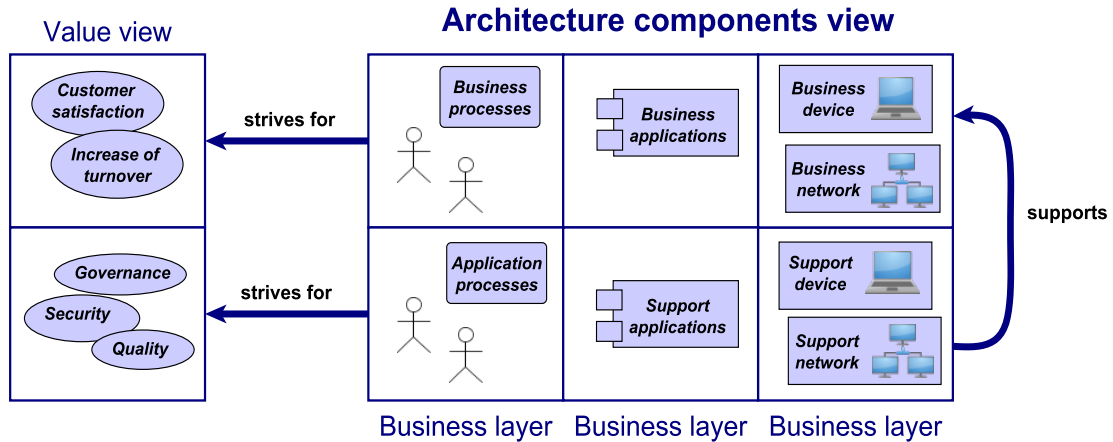 Architecture components view
Value view
Customer
satisfaction
Increase of
turnover
strives for
Business
processes
Business
applications
Business
device
Business
network
supports
Governance
Security
Quality
strives for
Application
processes
Support
applications
Support
device
Support
network
Business layer
Business layer
Business layer